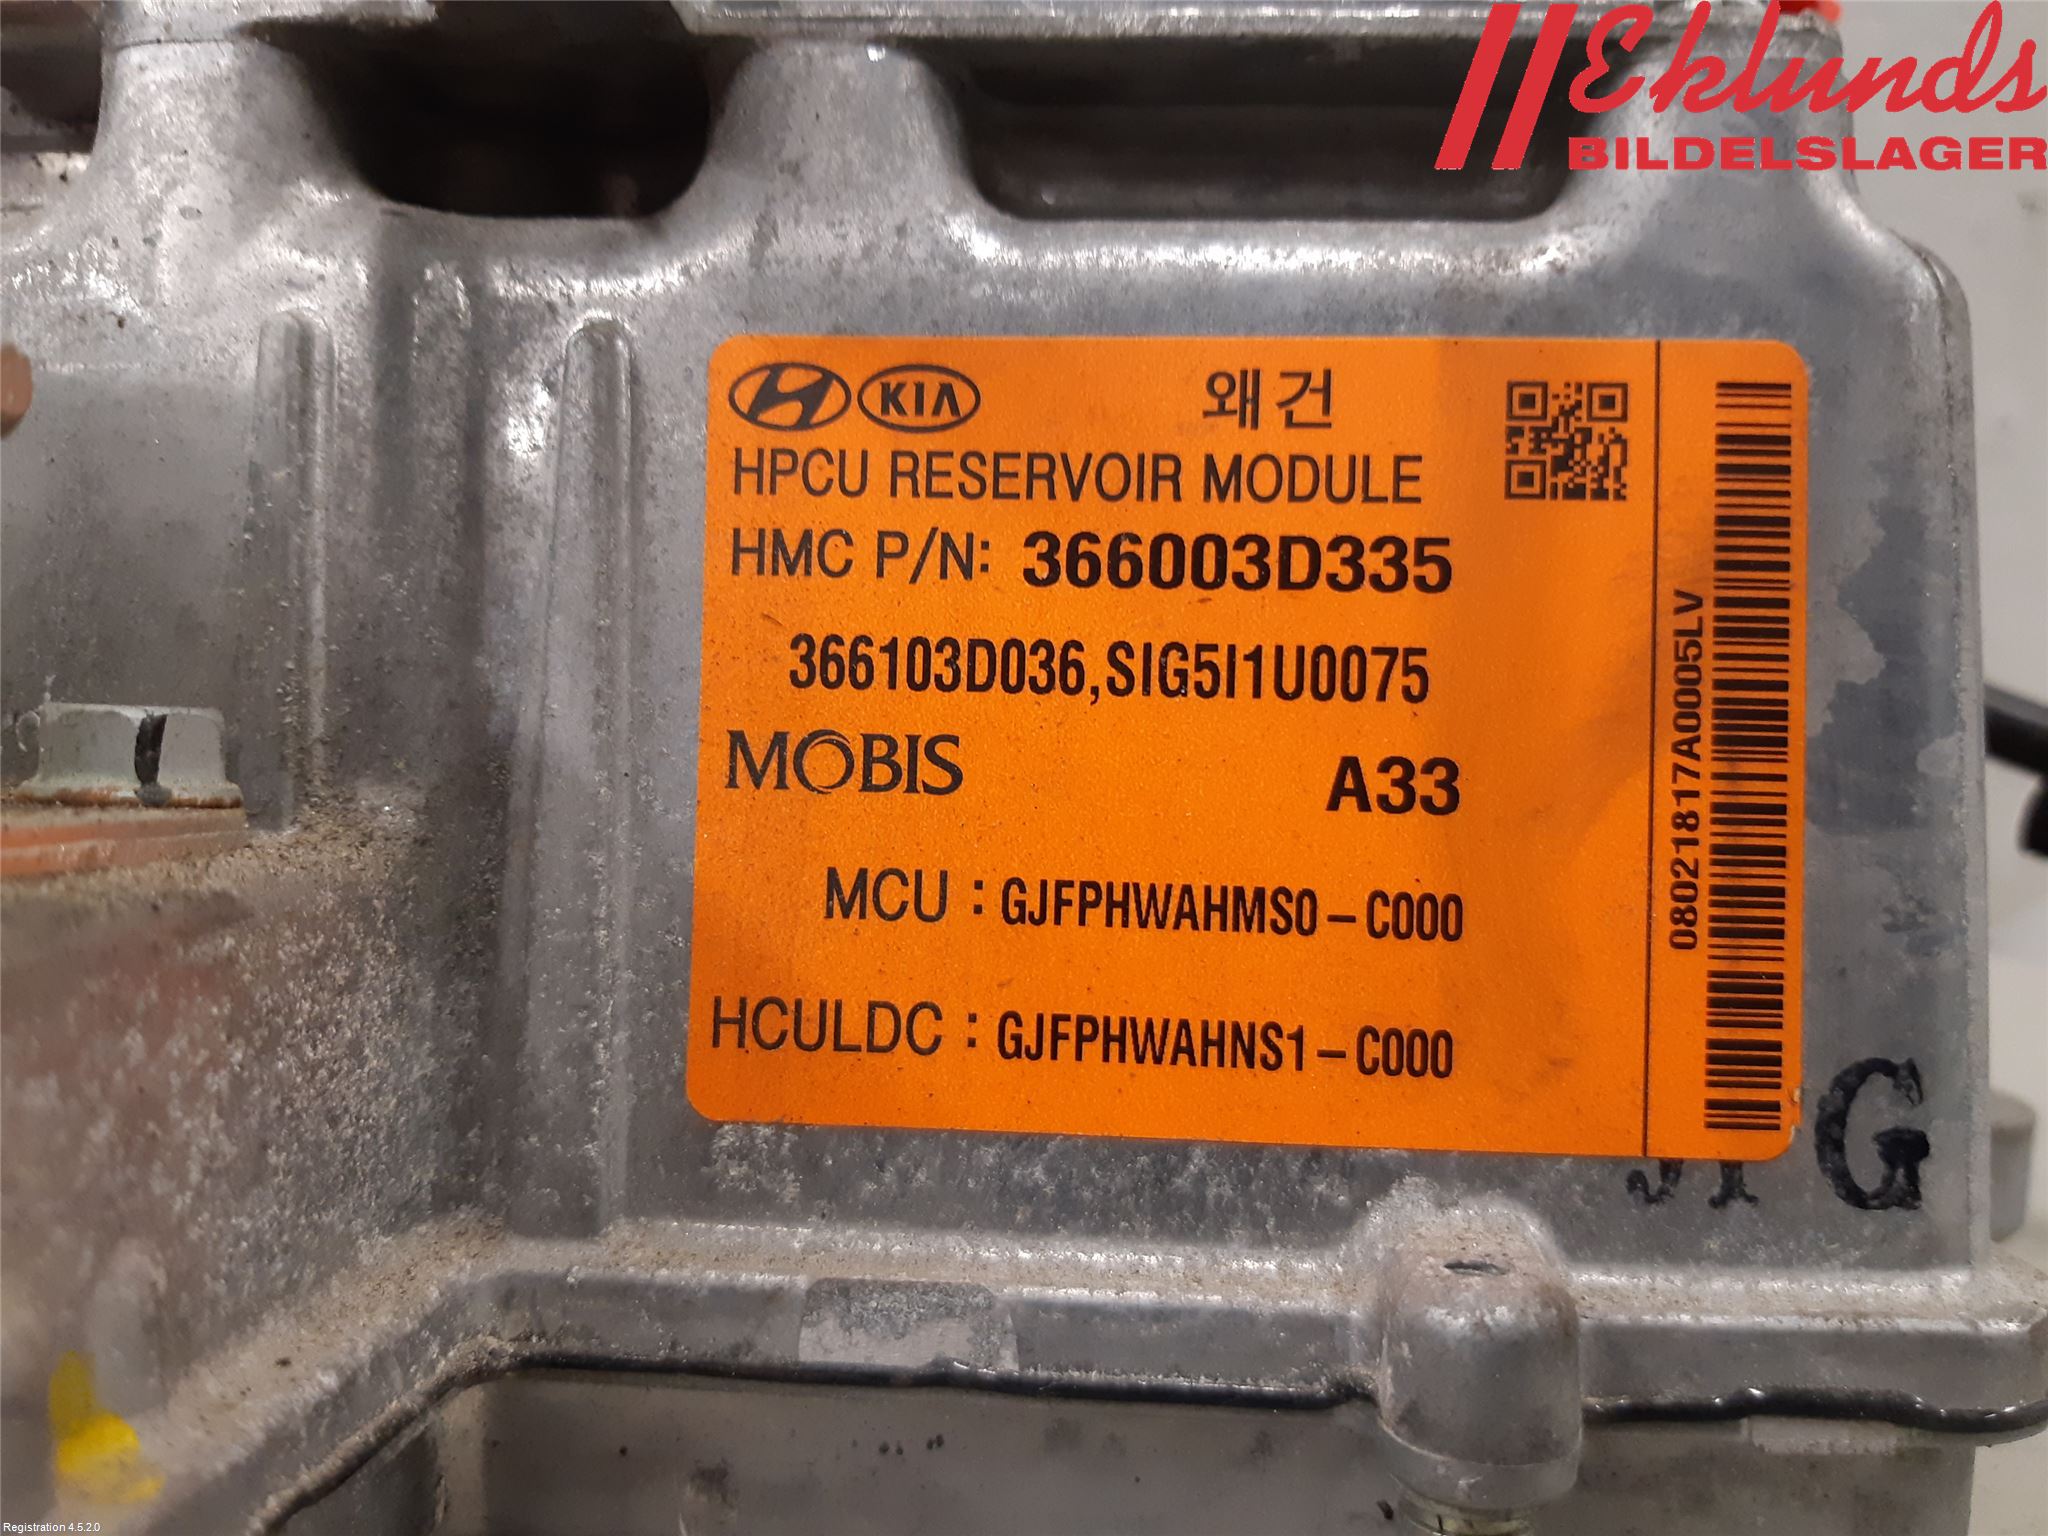 Eklunds
BILDELSLAGER
KIA 왜건
HPCU RESERVOIR MODULE
HMC P/N: 366003D335
366103D036,SIG5I1U0075
MOBIS A33
MCU : GJFPHWAHMS0-C000
HCULDC : GJFPHWAHNS1-C000
08021817A0005LV
G
Registration 4.5.2.0